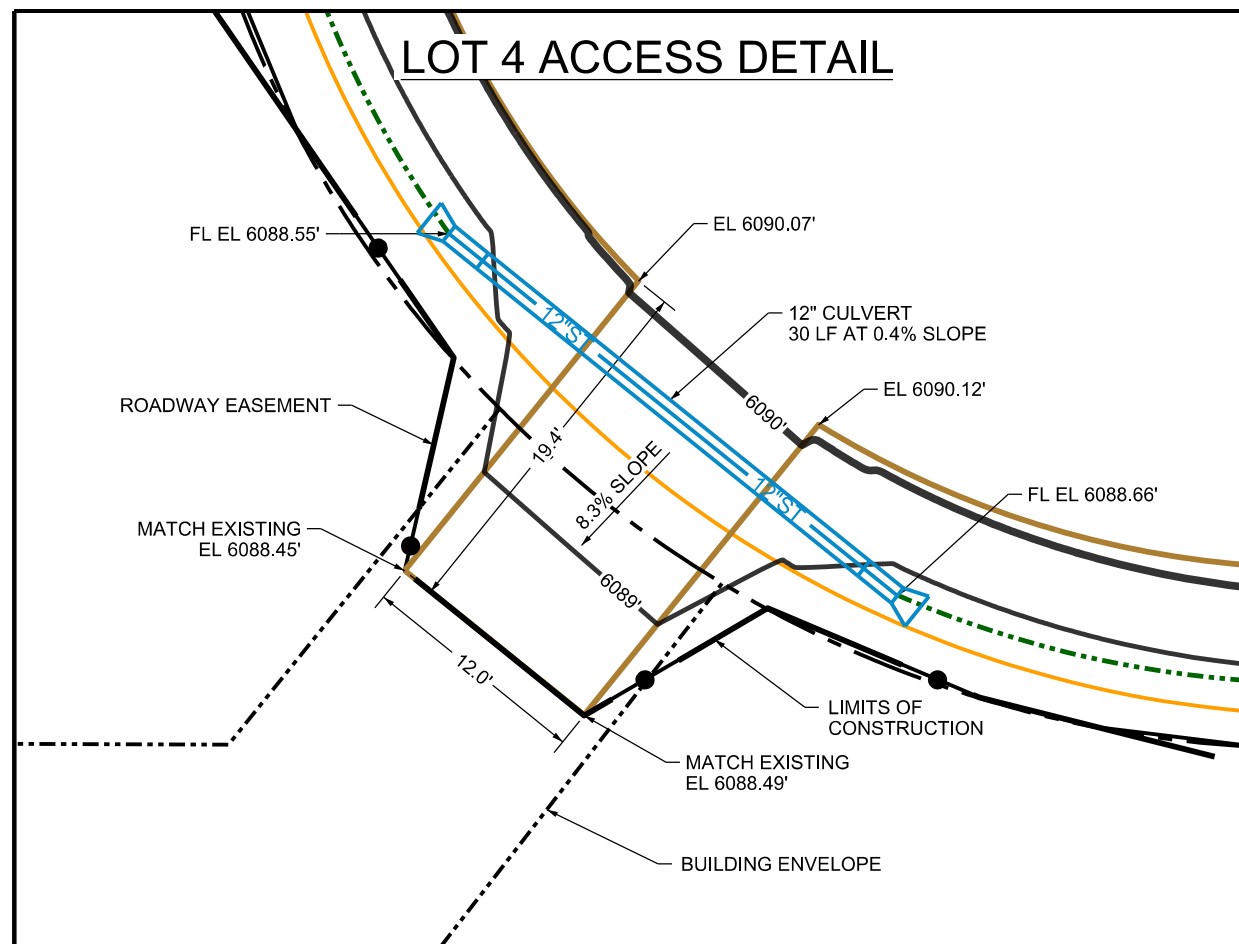 LOT 4 ACCESS DETAIL
EL 6090.07'
FL EL 6088.55'
12" CULVERT
30 LF AT 0.4% SLOPE
12"ST
6090'
EL 6090.12'
ROADWAY EASEMENT
19.4'
8.3% SLOPE
12"ST
FL EL 6088.66'
MATCH EXISTING
EL 6088.45'
6089'
12.0'
LIMITS OF
CONSTRUCTION
MATCH EXISTING
EL 6088.49'
BUILDING ENVELOPE